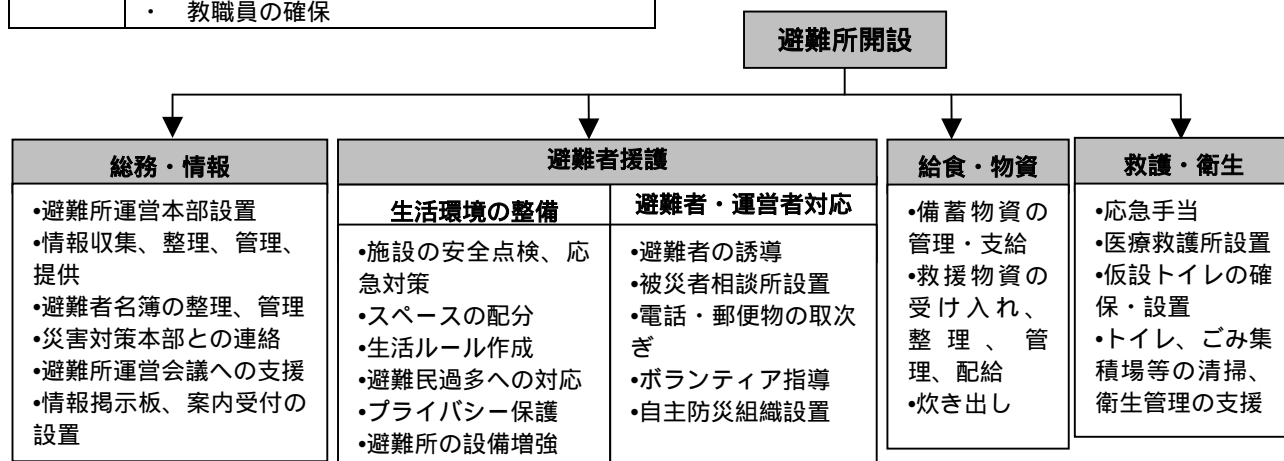 ・ 教職員の確保
避難所開設
総務・情報
•避難所運営本部設置
•情報収集、整理、管理、
提供
•避難者名簿の整理、管理
•災害対策本部との連絡
•避難所運営会議への支援
•情報掲示板、案内受付の
設置
避難者援護
生活環境の整備
•施設の安全点検、応
急対策
•スペースの配分
•生活ルール作成
•避難民過多への対応
•プライバシー保護
•避難所の設備増強
避難者・運営者対応
•避難者の誘導
•被災者相談所設置
•電話・郵便物の取次
ぎ
•ボランティア指導
•自主防災組織設置
給食・物資
•備蓄物資の
管理・支給
•救援物資の
受け入れ、
整理、管
理、配給
•炊き出し
救護・衛生
•応急手当
•医療救護所設置
•仮設トイレの確
保・設置
•トイレ、ごみ集
積場等の清掃、
衛生管理の支援